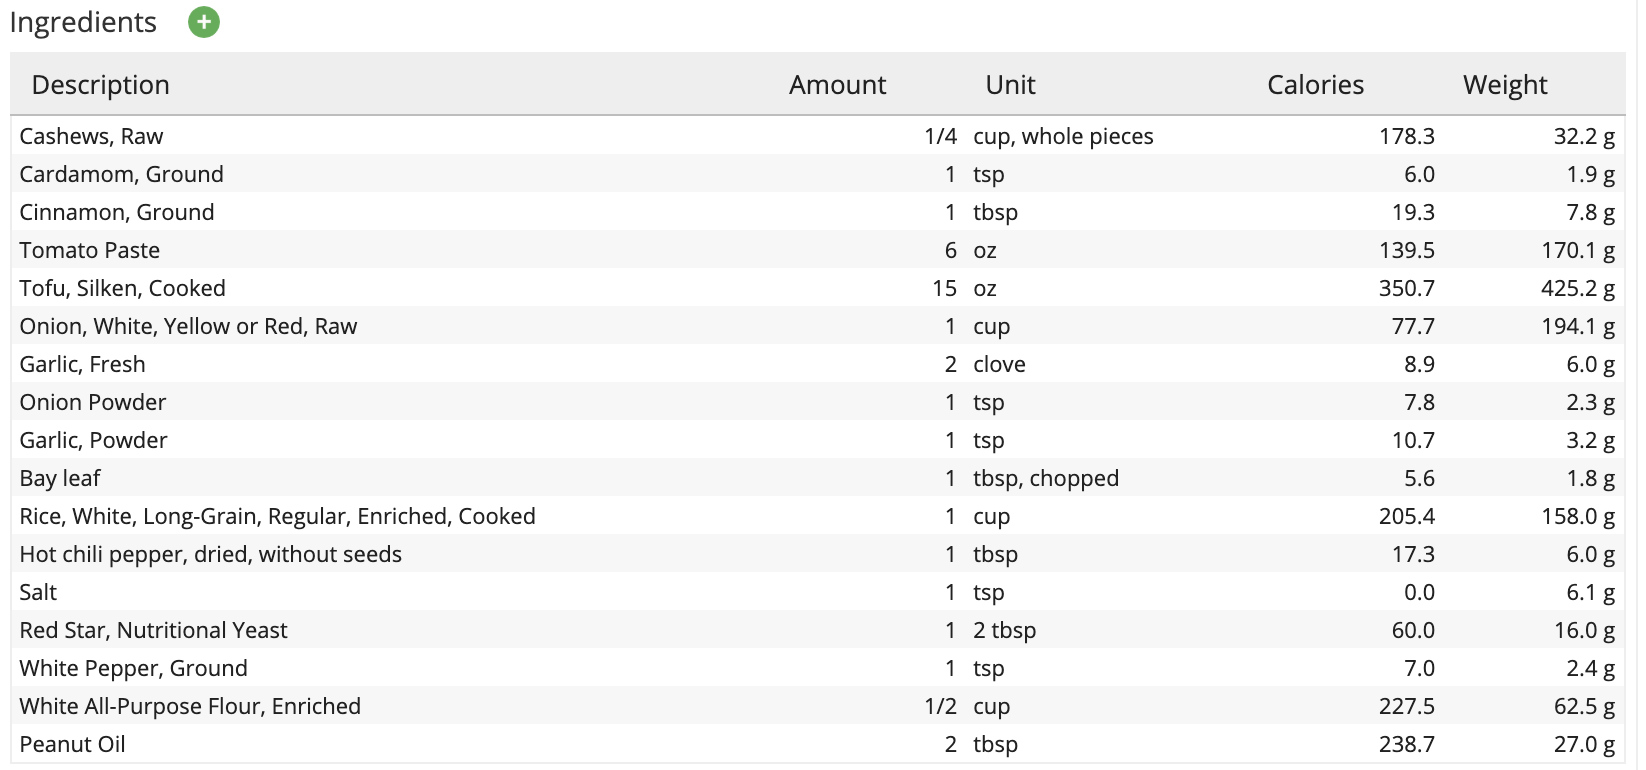 Ingredients +
Description Amount Unit Calories Weight
Cashews, Raw 1/4 cup, whole pieces 178.3 32.2 g
Cardamom, Ground 1 tsp 6.0 1.9 g
Cinnamon, Ground 1 tbsp 19.3 7.8 g
Tomato Paste 6 oz 139.5 170.1 g
Tofu, Silken, Cooked 15 oz 350.7 425.2 g
Onion, White, Yellow or Red, Raw 1 cup 77.7 194.1 g
Garlic, Fresh 2 clove 8.9 6.0 g
Onion Powder 1 tsp 7.8 2.3 g
Garlic, Powder 1 tsp 10.7 3.2 g
Bay leaf 1 tbsp, chopped 5.6 1.8 g
Rice, White, Long-Grain, Regular, Enriched, Cooked 1 cup 205.4 158.0 g
Hot chili pepper, dried, without seeds 1 tbsp 17.3 6.0 g
Salt 1 tsp 0.0 6.1 g
Red Star, Nutritional Yeast 1 2 tbsp 60.0 16.0 g
White Pepper, Ground 1 tsp 7.0 2.4 g
White All-Purpose Flour, Enriched 1/2 cup 227.5 62.5 g
Peanut Oil 2 tbsp 238.7 27.0 g